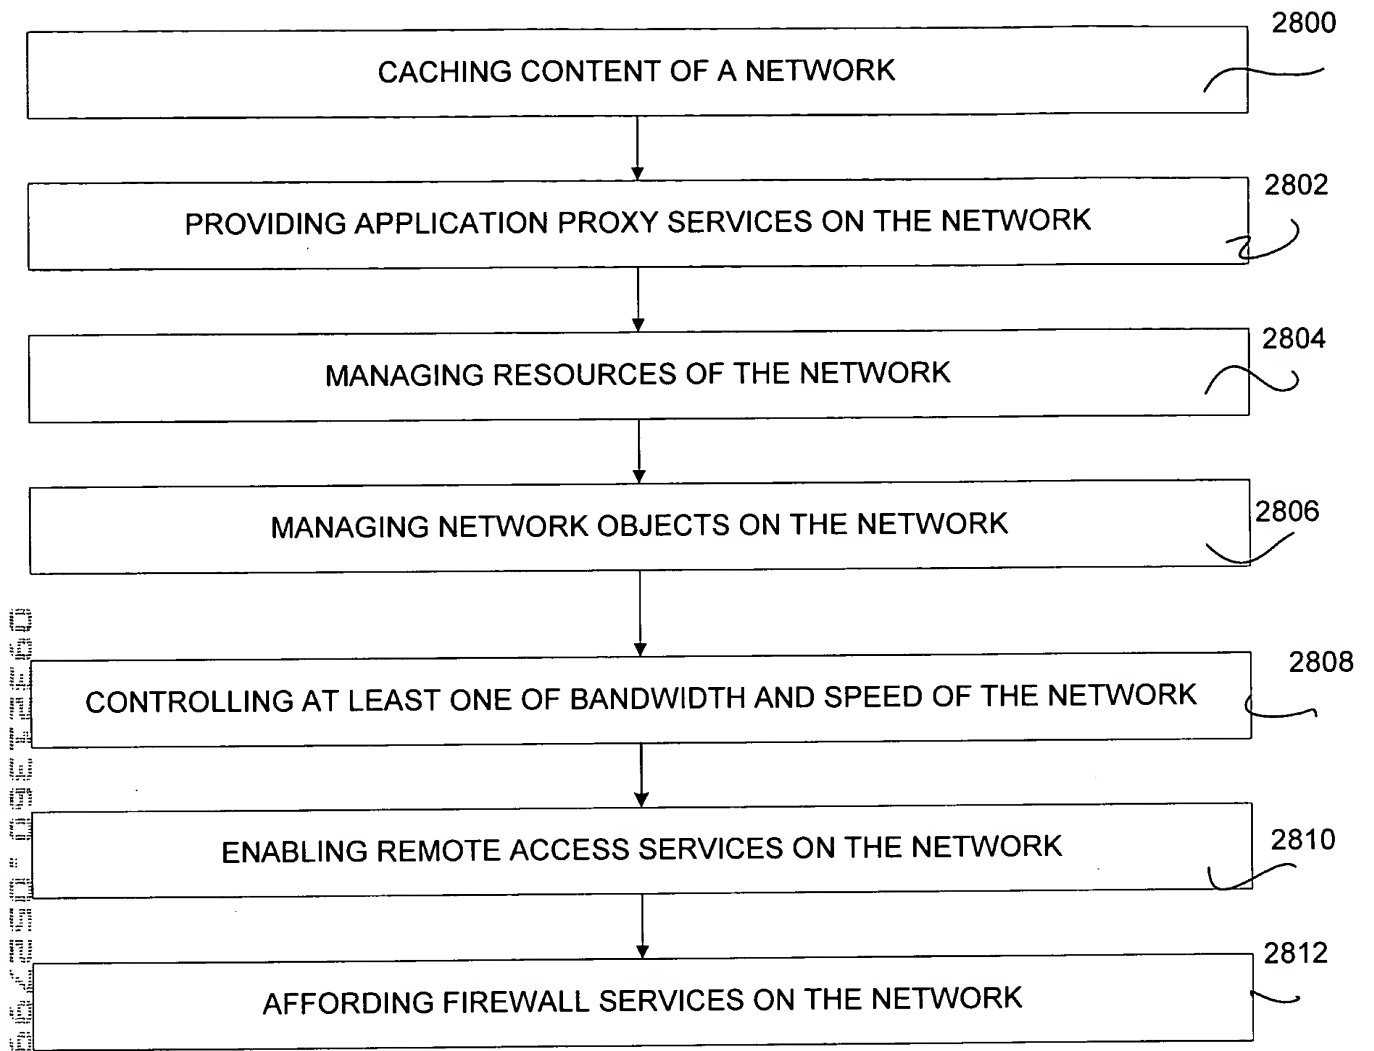 2800
CACHING CONTENT OF A NETWORK
2802
PROVIDING APPLICATION PROXY SERVICES ON THE NETWORK
2804
MANAGING RESOURCES OF THE NETWORK
2806
MANAGING NETWORK OBJECTS ON THE NETWORK
2808
CONTROLLING AT LEAST ONE OF BANDWIDTH AND SPEED OF THE NETWORK
2810
ENABLING REMOTE ACCESS SERVICES ON THE NETWORK
2812
AFFORDING FIREWALL SERVICES ON THE NETWORK